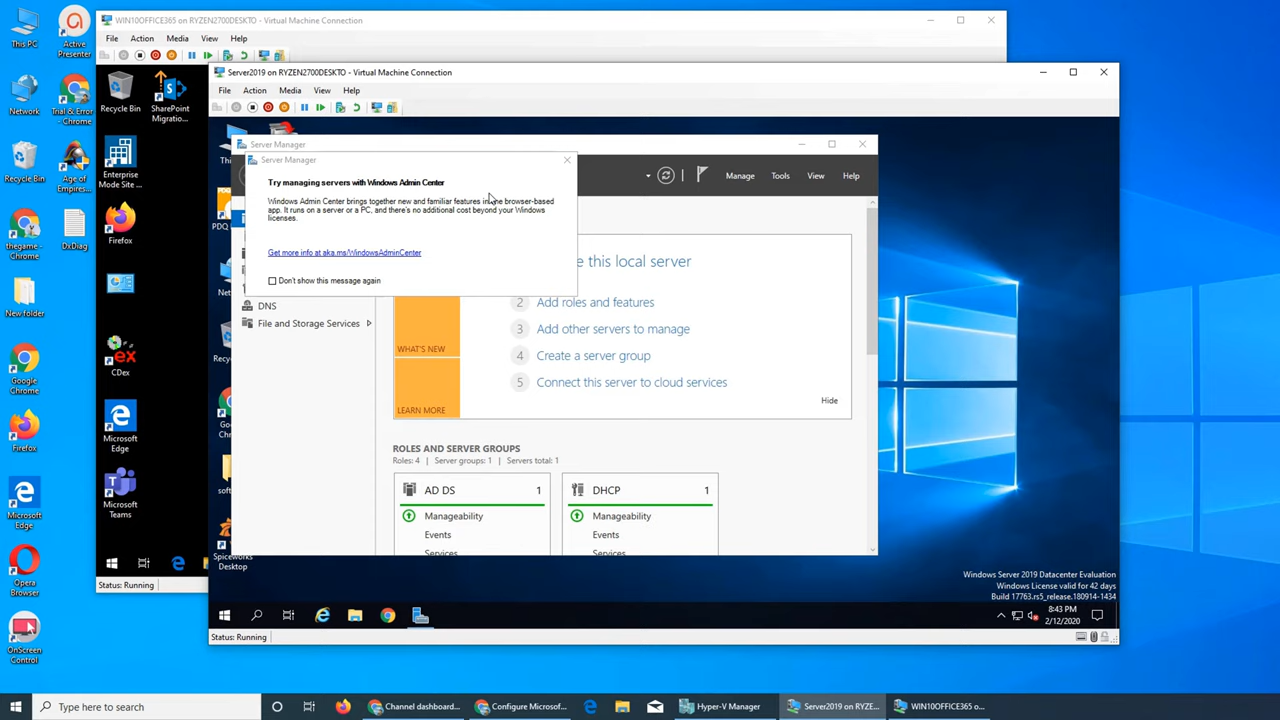 This PC
Active
Presenter
Network
Trial & Error
- Chrome
Recycle Bin
Age of
Empires...
thegame -
Chrome
DxDiag
New folder
Google
Chrome
Firefox
Microsoft
Edge
Opera
Browser
OnScreen
Control
WIN10OFFICE365 on RYZEN2700DESKTO - Virtual Machine Connection
File Action Media View Help
Recycle Bin
SharePoint
Migratio...
Enterprise
Mode Site ...
Firefox
CDex
Microsoft
Edge
Microsoft
Teams
Status: Running
Server2019 on RYZEN2700DESKTO - Virtual Machine Connection
File Action Media View Help
Server Manager
Manage Tools View Help
Server Manager
Try managing servers with Windows Admin Center
Windows Admin Center brings together new and familiar features in one browser-based
app. It runs on a server or a PC, and there's no additional cost beyond your Windows
licenses.
Get more info at aka.ms/WindowsAdminCenter
Don't show this message again
PDQ
DNS
File and Storage Services
e this local server
2 Add roles and features
3 Add other servers to manage
4 Create a server group
5 Connect this server to cloud services
WHAT'S NEW
LEARN MORE
Hide
ROLES AND SERVER GROUPS
Roles: 4 | Server groups: 1 | Servers total: 1
AD DS 1
Manageability
Events
Services
DHCP 1
Manageability
Events
Services
Spiceworks
Desktop
Windows Server 2019 Datacenter Evaluation
Windows License valid for 42 days
Build 17763.rs5_release.180914-1434
8:43 PM
2/12/2020
Status: Running
Type here to search
Channel dashboard...
Configure Microsof...
Hyper-V Manager
Server2019 on RYZE...
WIN10OFFICE365 o...